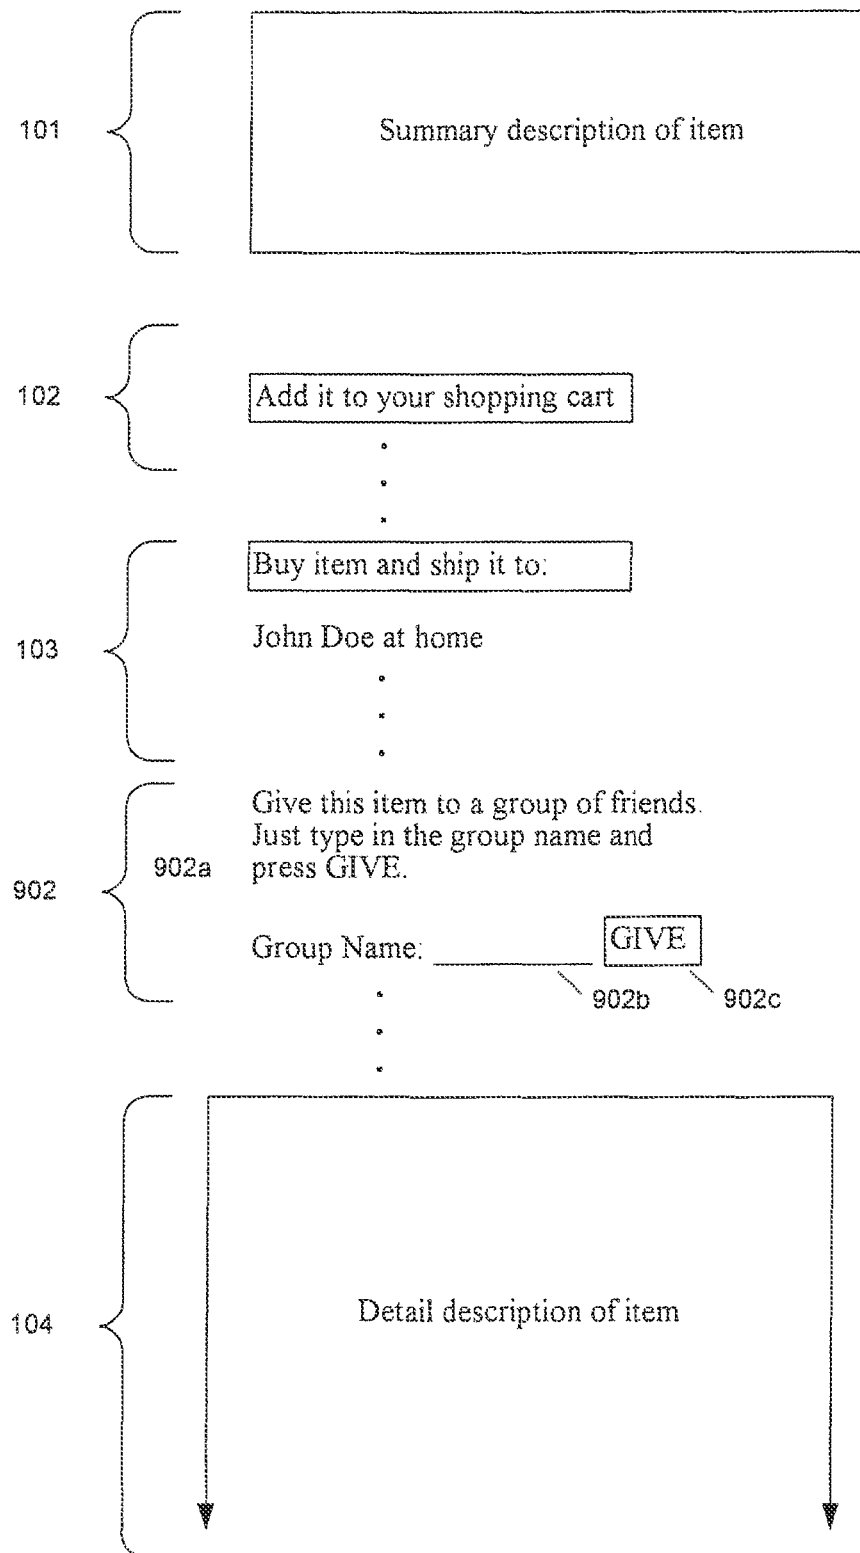 101
Summary description of item
102
Add it to your shopping cart
Buy item and ship it to:
103
John Doe at home
Give this item to a group of friends.
Just type in the group name and
902a
press GIVE.
902
Group Name: GIVE
902b
902c
104
Detail description of item